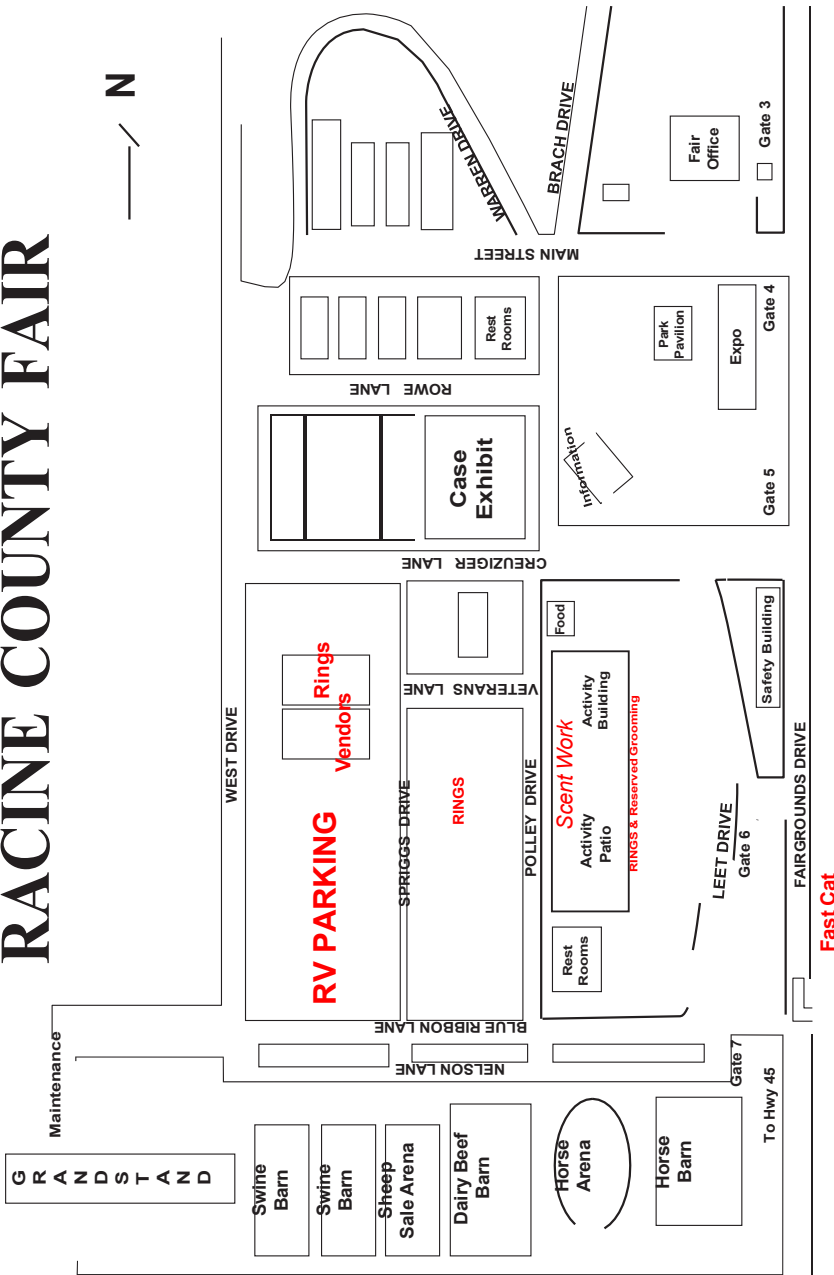 RACINE COUNTY FAIR
N
Maintenance
GRANDSTAND
WEST DRIVE
WARREN DRIVE
BRACH DRIVE
Fair
Office
Gate 3
MAIN STREET
Rest
Rooms
ROWE LANE
Park
Pavilion
Expo
Gate 4
Case
Exhibit
Information
Gate 5
CREUZIGER LANE
Rings
Vendors
RV PARKING
SPRIGGS DRIVE
VETERANS LANE
RINGS
POLLEY DRIVE
Food
Scent Work
Activity
Building
Activity
Patio
RINGS & Reserved Grooming
Safety Building
LEET DRIVE
Gate 6
FAIRGROUNDS DRIVE
Fast Cat
Rest
Rooms
BLUE RIBBON LANE
NELSON LANE
Gate 7
To Hwy 45
Swine
Barn
Swine
Barn
Sheep
Sale Arena
Dairy Beef
Barn
Horse
Arena
Horse
Barn